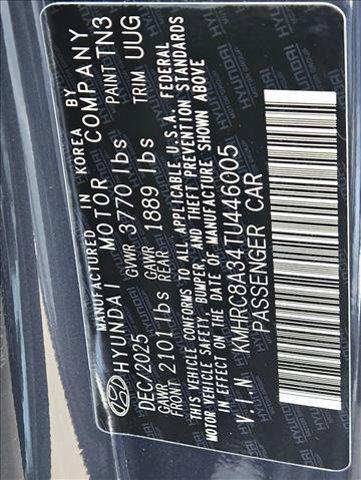 MANUFACTURED IN KOREA BY
HYUNDAI MOTOR COMPANY
DEC/2025 GVWR 3770 lbs PAINT TN3
GAWR FRONT 2101 lbs GAWR REAR 1889 lbs TRIM UUG
THIS VEHICLE CONFORMS TO ALL APPLICABLE U.S.A. FEDERAL
MOTOR VEHICLE SAFETY, BUMPER, AND THEFT PREVENTION STANDARDS
IN EFFECT ON THE DATE OF MANUFACTURE SHOWN ABOVE
V.I.N. KMHRC8A34TU446005
PASSENGER CAR